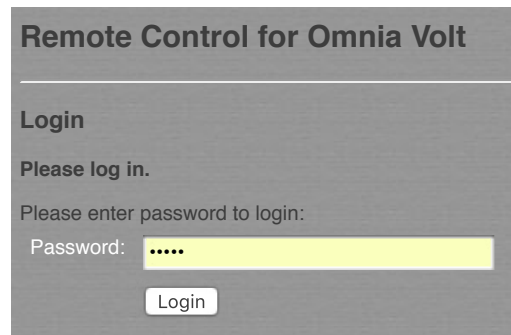 Remote Control for Omnia Volt
Login
Please log in.
Please enter password to login:
Password: •••••
Login